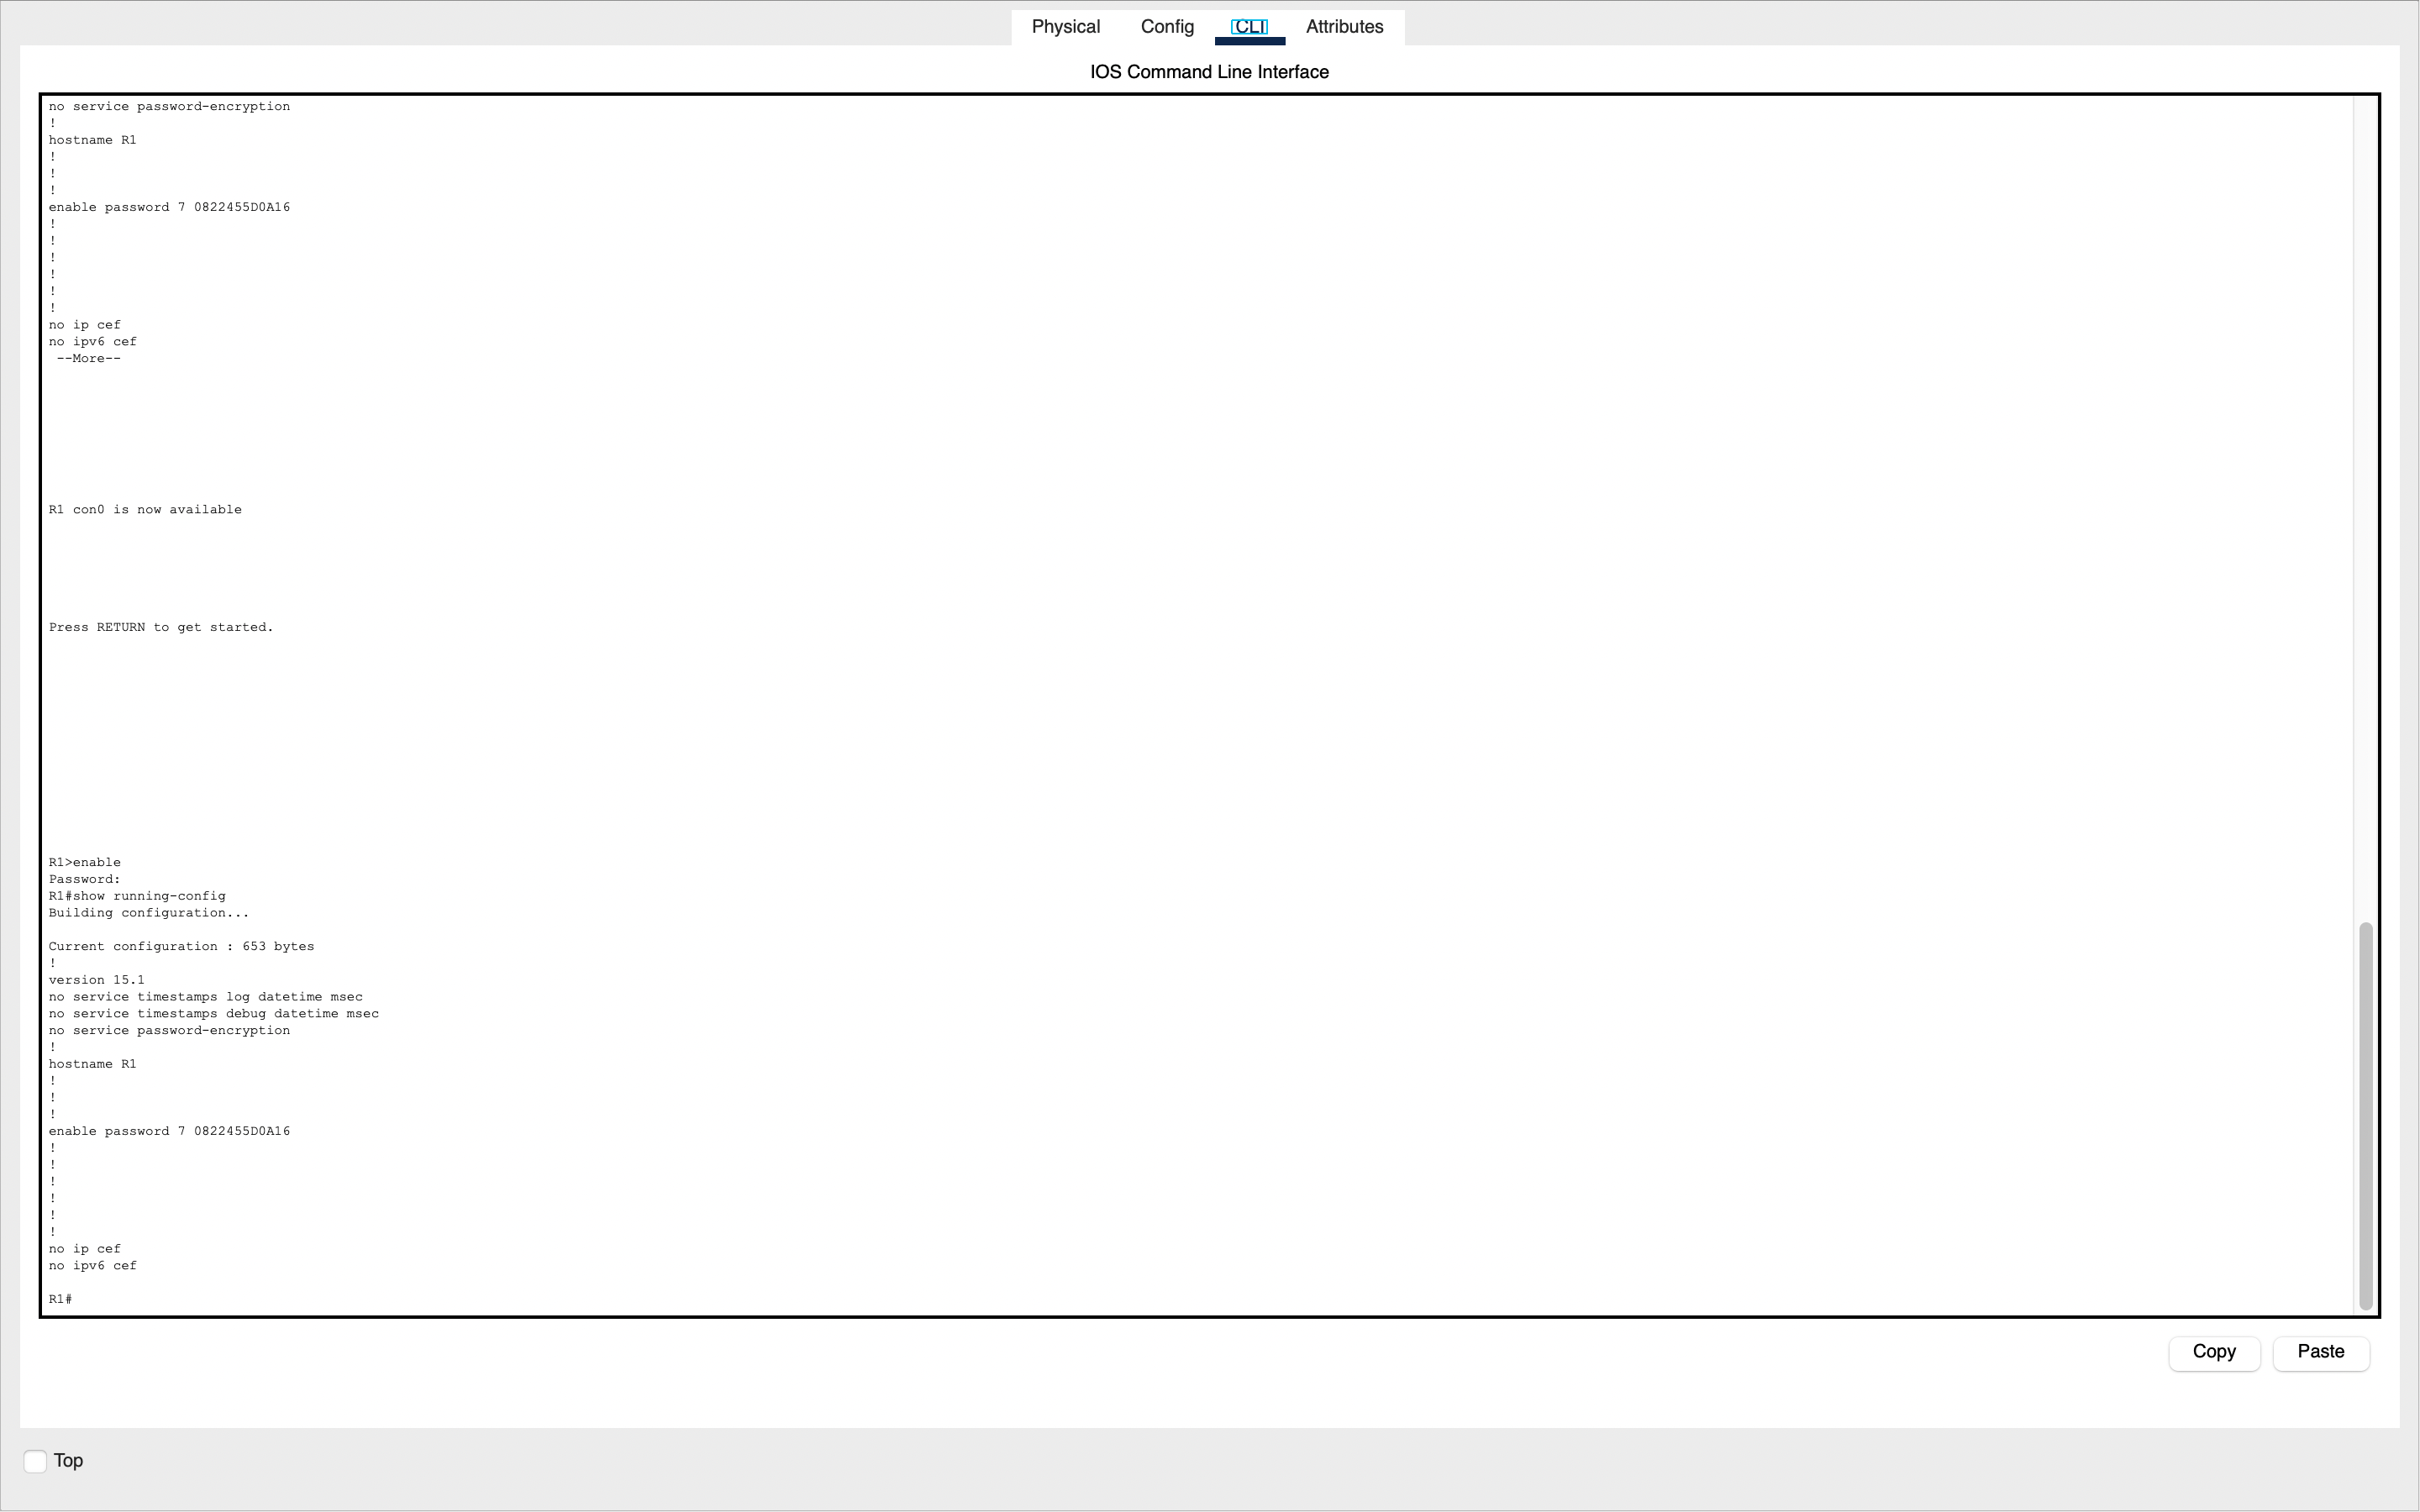 Physical Config CLI Attributes
IOS Command Line Interface
no service password-encryption
!
hostname R1
!
!
!
enable password 7 0822455D0A16
!
!
!
!
!
!
no ip cef
no ipv6 cef
--More--
R1 con0 is now available
Press RETURN to get started.
R1>enable
Password:
R1#show running-config
Building configuration...
Current configuration : 653 bytes
!
version 15.1
no service timestamps log datetime msec
no service timestamps debug datetime msec
no service password-encryption
!
hostname R1
!
!
!
enable password 7 0822455D0A16
!
!
!
!
!
!
no ip cef
no ipv6 cef
R1#
Copy Paste
Top